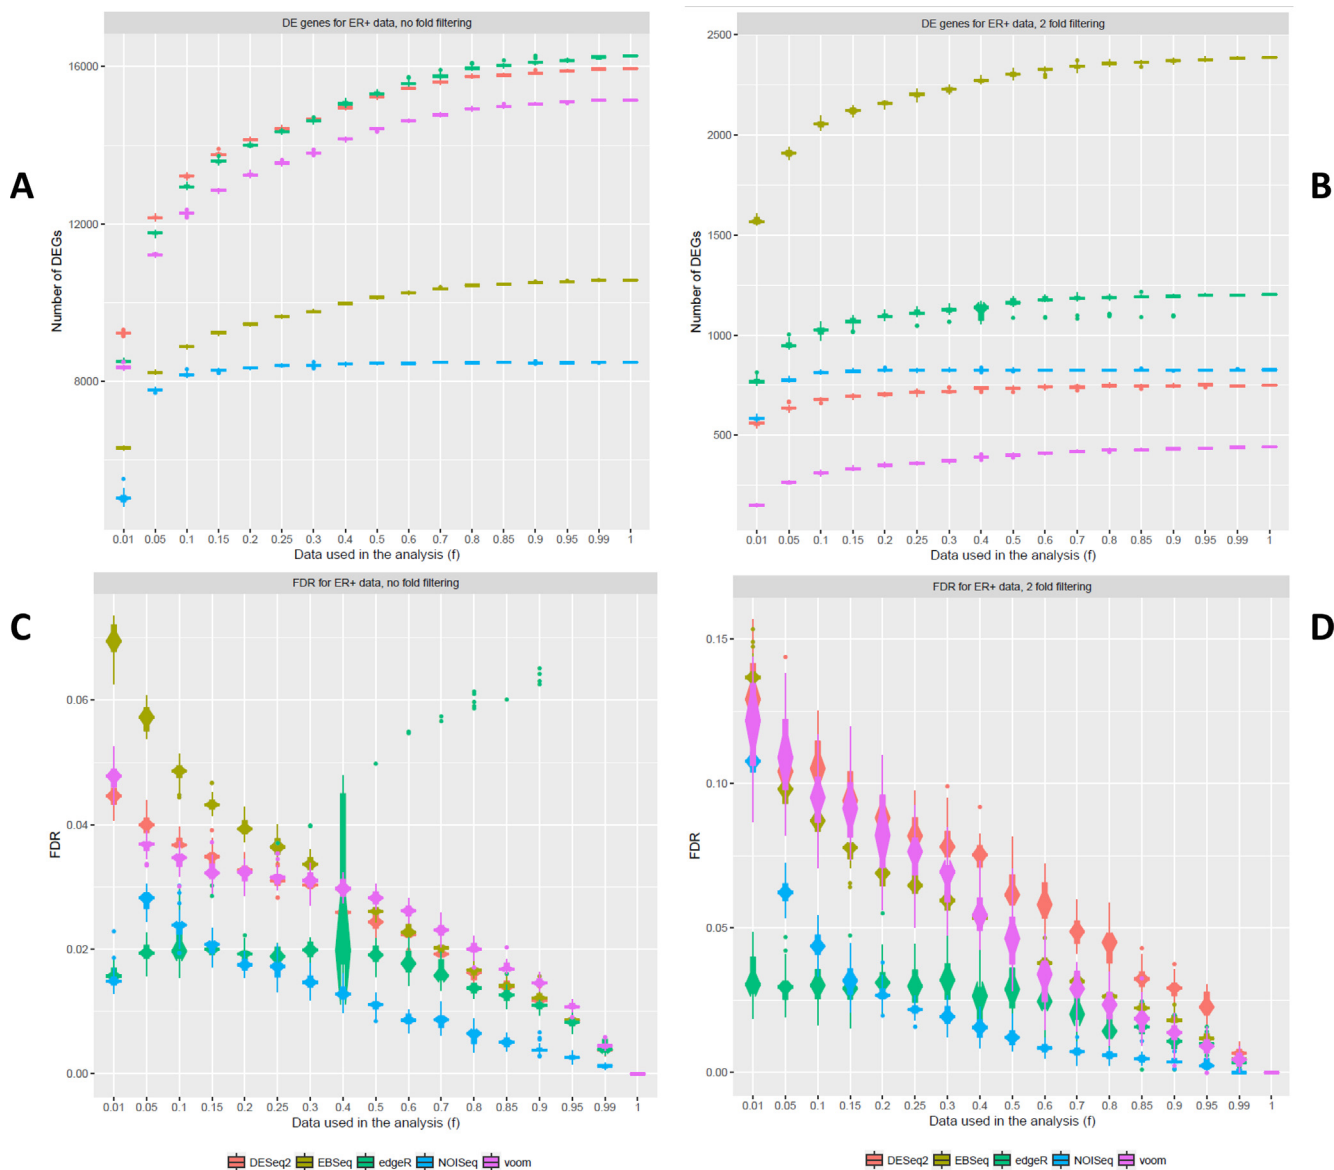 A
DE genes for ER+ data, no fold filtering
Number of DEGs
16000
12000
8000
0.01 0.05 0.1 0.15 0.2 0.25 0.3 0.4 0.5 0.6 0.7 0.8 0.85 0.9 0.95 0.99 1
Data used in the analysis (f)
B
DE genes for ER+ data, 2 fold filtering
Number of DEGs
2500
2000
1500
1000
500
0.01 0.05 0.1 0.15 0.2 0.25 0.3 0.4 0.5 0.6 0.7 0.8 0.85 0.9 0.95 0.99 1
Data used in the analysis (f)
C
FDR for ER+ data, no fold filtering
FDR
0.06
0.04
0.02
0.00
0.01 0.05 0.1 0.15 0.2 0.25 0.3 0.4 0.5 0.6 0.7 0.8 0.85 0.9 0.95 0.99 1
Data used in the analysis (f)
DESeq2 EBSeq edgeR NOISeq voom
D
FDR for ER+ data, 2 fold filtering
FDR
0.15
0.10
0.05
0.00
0.01 0.05 0.1 0.15 0.2 0.25 0.3 0.4 0.5 0.6 0.7 0.8 0.85 0.9 0.95 0.99 1
Data used in the analysis (f)
DESeq2 EBSeq edgeR NOISeq voom